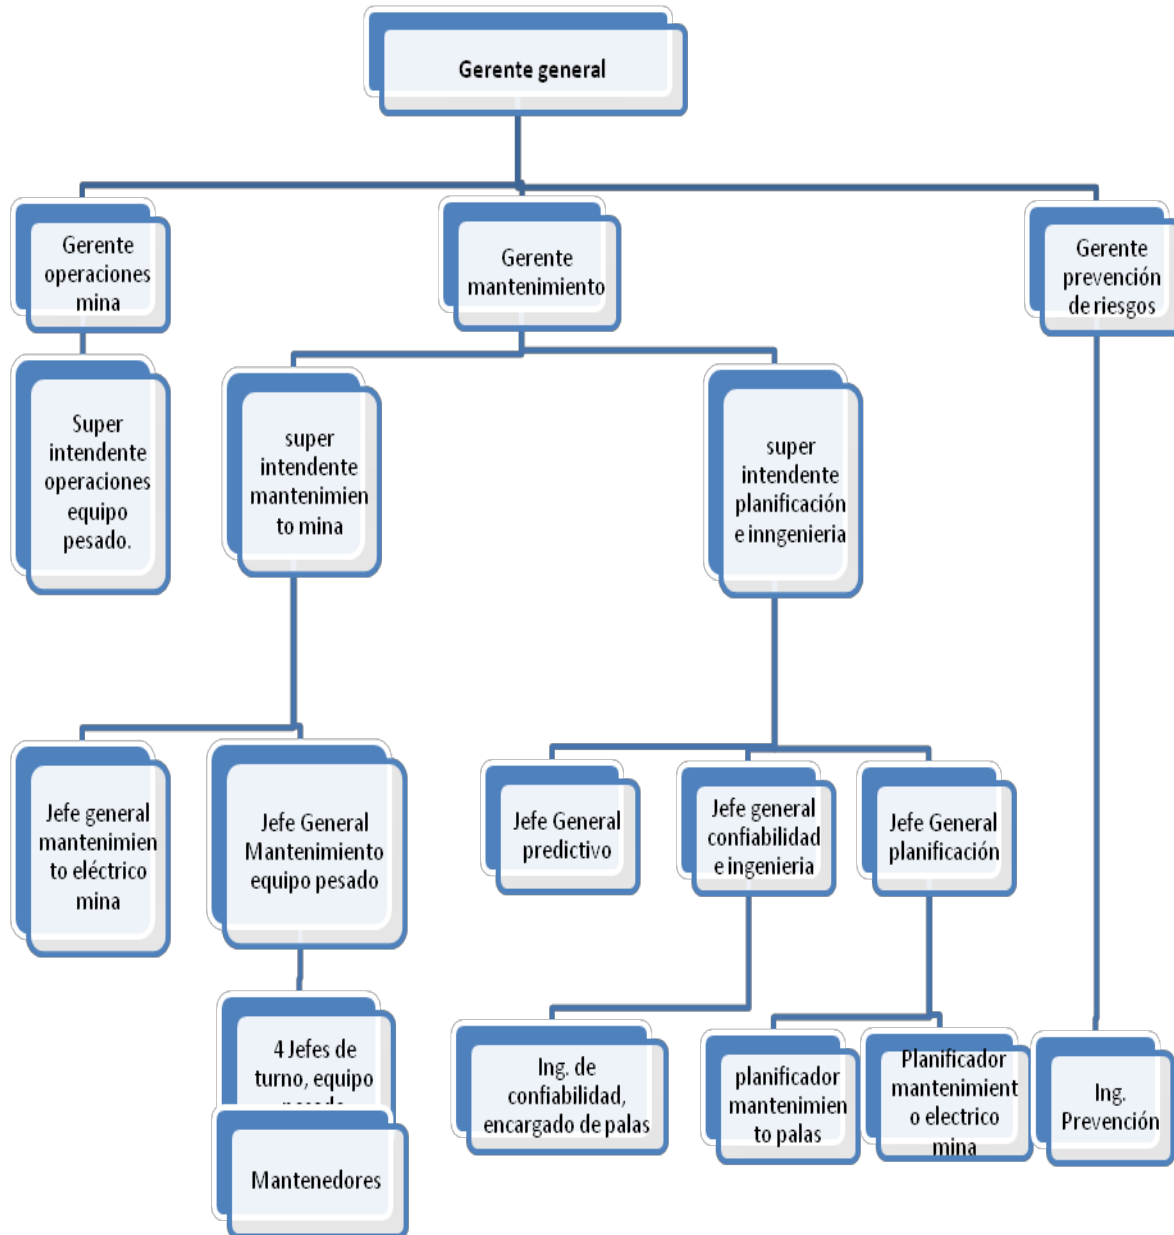 Gerente general
Gerente
operaciones
mina
Gerente
mantenimiento
Gerente
prevención
de riesgos
Super
intendente
operaciones
equipo
pesado.
super
intendente
mantenimien
to mina
super
intendente
planificación
e inngenieria
Jefe general
mantenimien
to eléctrico
mina
Jefe General
Mantenimiento
equipo pesado
Jefe General
predictivo
Jefe general
confiabilidad
e ingenieria
Jefe General
planificación
4 Jefes de
turno, equipo
Mantenedores
Ing. de
confiabilidad,
encargado de palas
planificador
mantenimien
to palas
Planificador
mantenimient
o electrico
mina
Ing.
Prevención